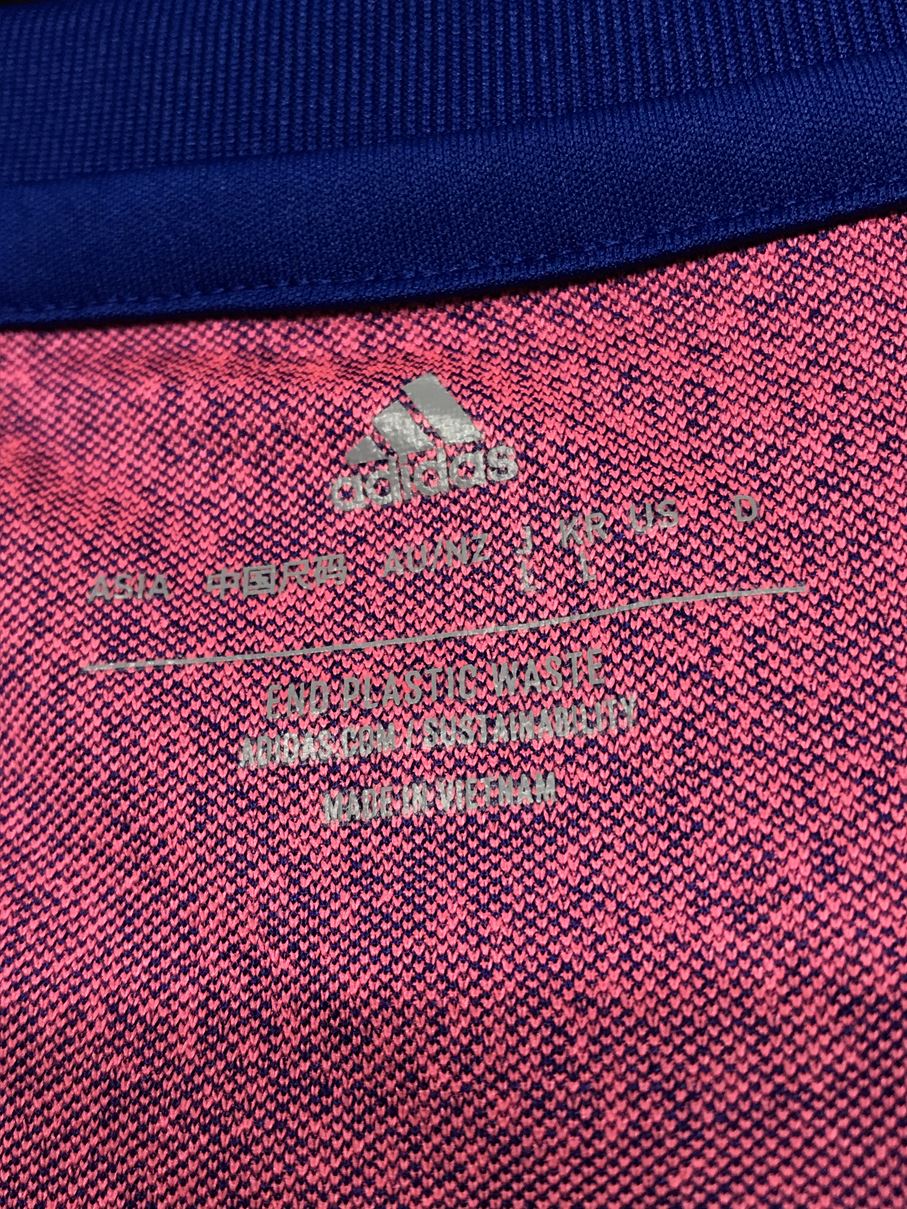 adidas
ASIA 中国尺码 AU/NZ J KR US D
L L
END PLASTIC WASTE
ADIDAS.COM / SUSTAINABILITY
MADE IN VIETNAM